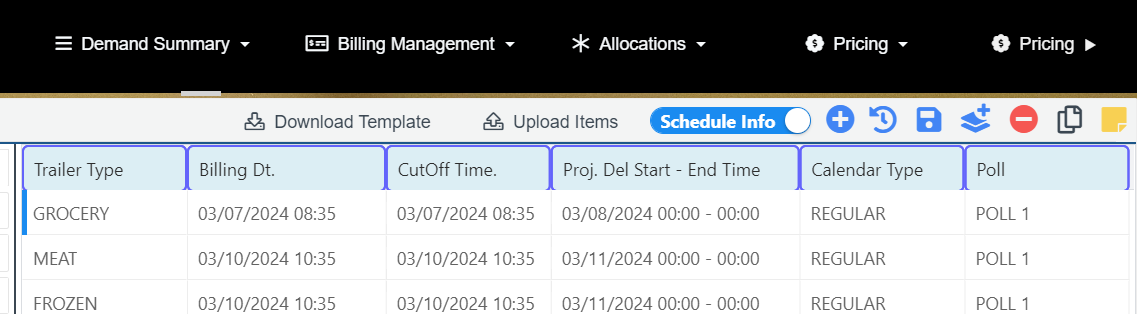 Demand Summary Billing Management Allocations Pricing Pricing
Download Template Upload Items Schedule Info
Trailer Type Billing Dt. CutOff Time. Proj. Del Start - End Time Calendar Type Poll
GROCERY 03/07/2024 08:35 03/07/2024 08:35 03/08/2024 00:00 - 00:00 REGULAR POLL 1
MEAT 03/10/2024 10:35 03/10/2024 10:35 03/11/2024 00:00 - 00:00 REGULAR POLL 1
FROZEN 03/10/2024 10:35 03/10/2024 10:35 03/11/2024 00:00 - 00:00 REGULAR POLL 1